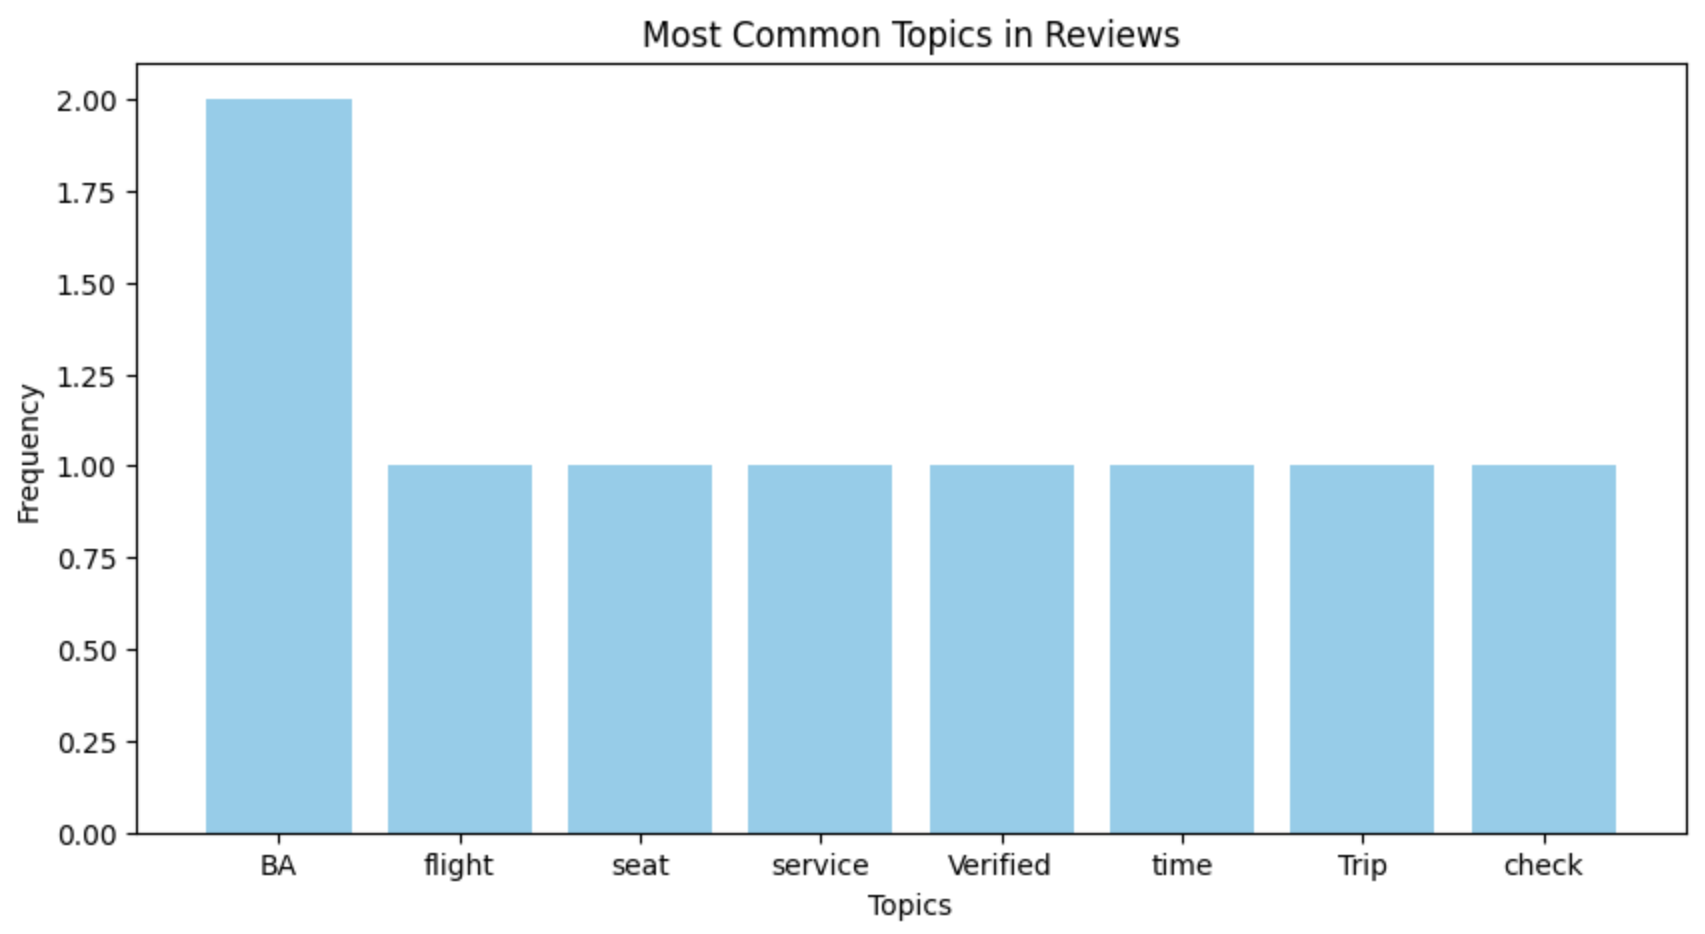 Most Common Topics in Reviews
Frequency
2.00
1.75
1.50
1.25
1.00
0.75
0.50
0.25
0.00
BA flight seat service Verified time Trip check
Topics